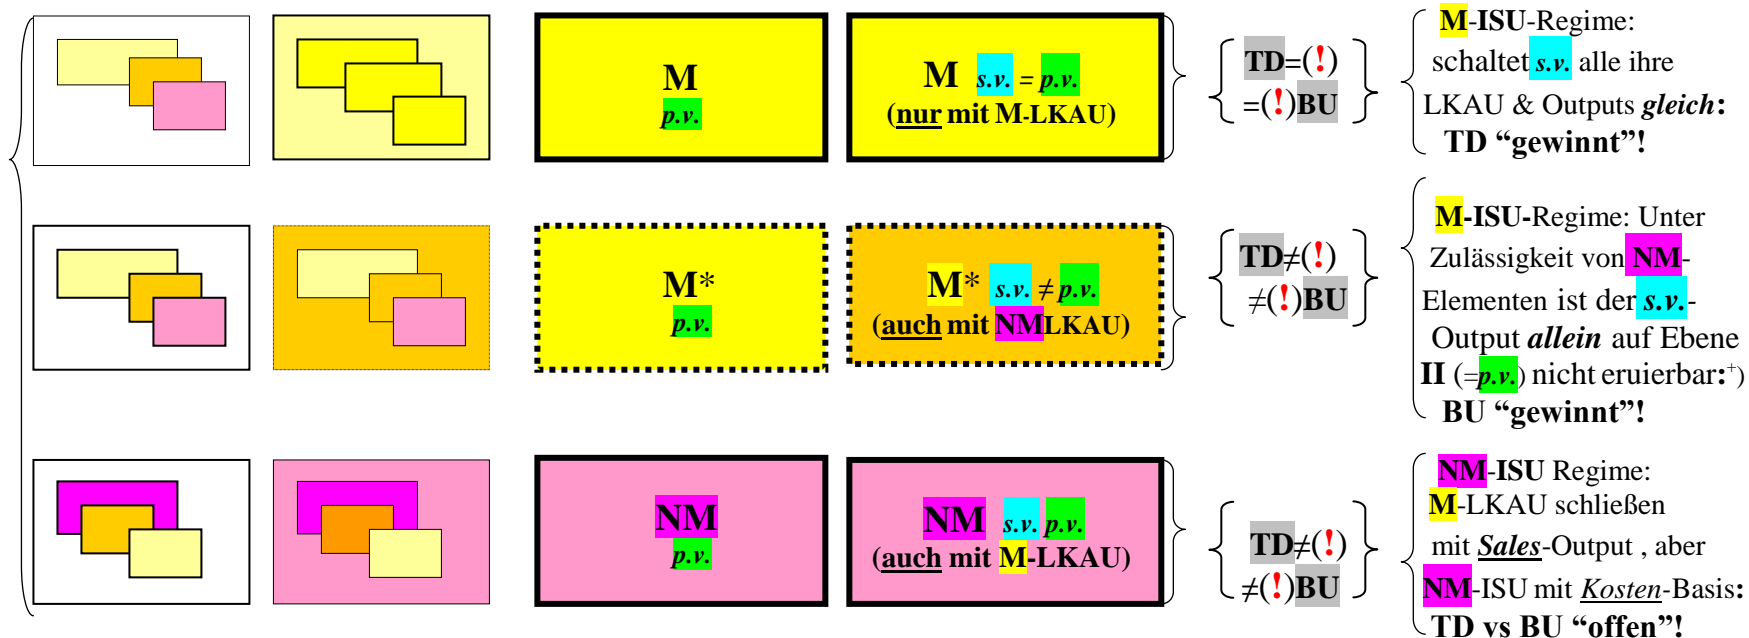 M
p.v.
M s.v. = p.v.
(nur mit M-LKAU)
TD=(!)
=(!)BU
M-ISU-Regime:
schaltet s.v. alle ihre
LKAU & Outputs gleich:
TD “gewinnt”!
M*
p.v.
M* s.v. ≠ p.v.
(auch mit NMLKAU)
TD≠(!)
≠(!)BU
M-ISU-Regime: Unter
Zulässigkeit von NM-
Elementen ist der s.v.-
Output allein auf Ebene
II (=p.v.) nicht eruierbar:+)
BU “gewinnt”!
NM
p.v.
NM s.v. p.v.
(auch mit M-LKAU)
TD≠(!)
≠(!)BU
NM-ISU Regime:
M-LKAU schließen
mit Sales-Output , aber
NM-ISU mit Kosten-Basis:
TD vs BU “offen”!